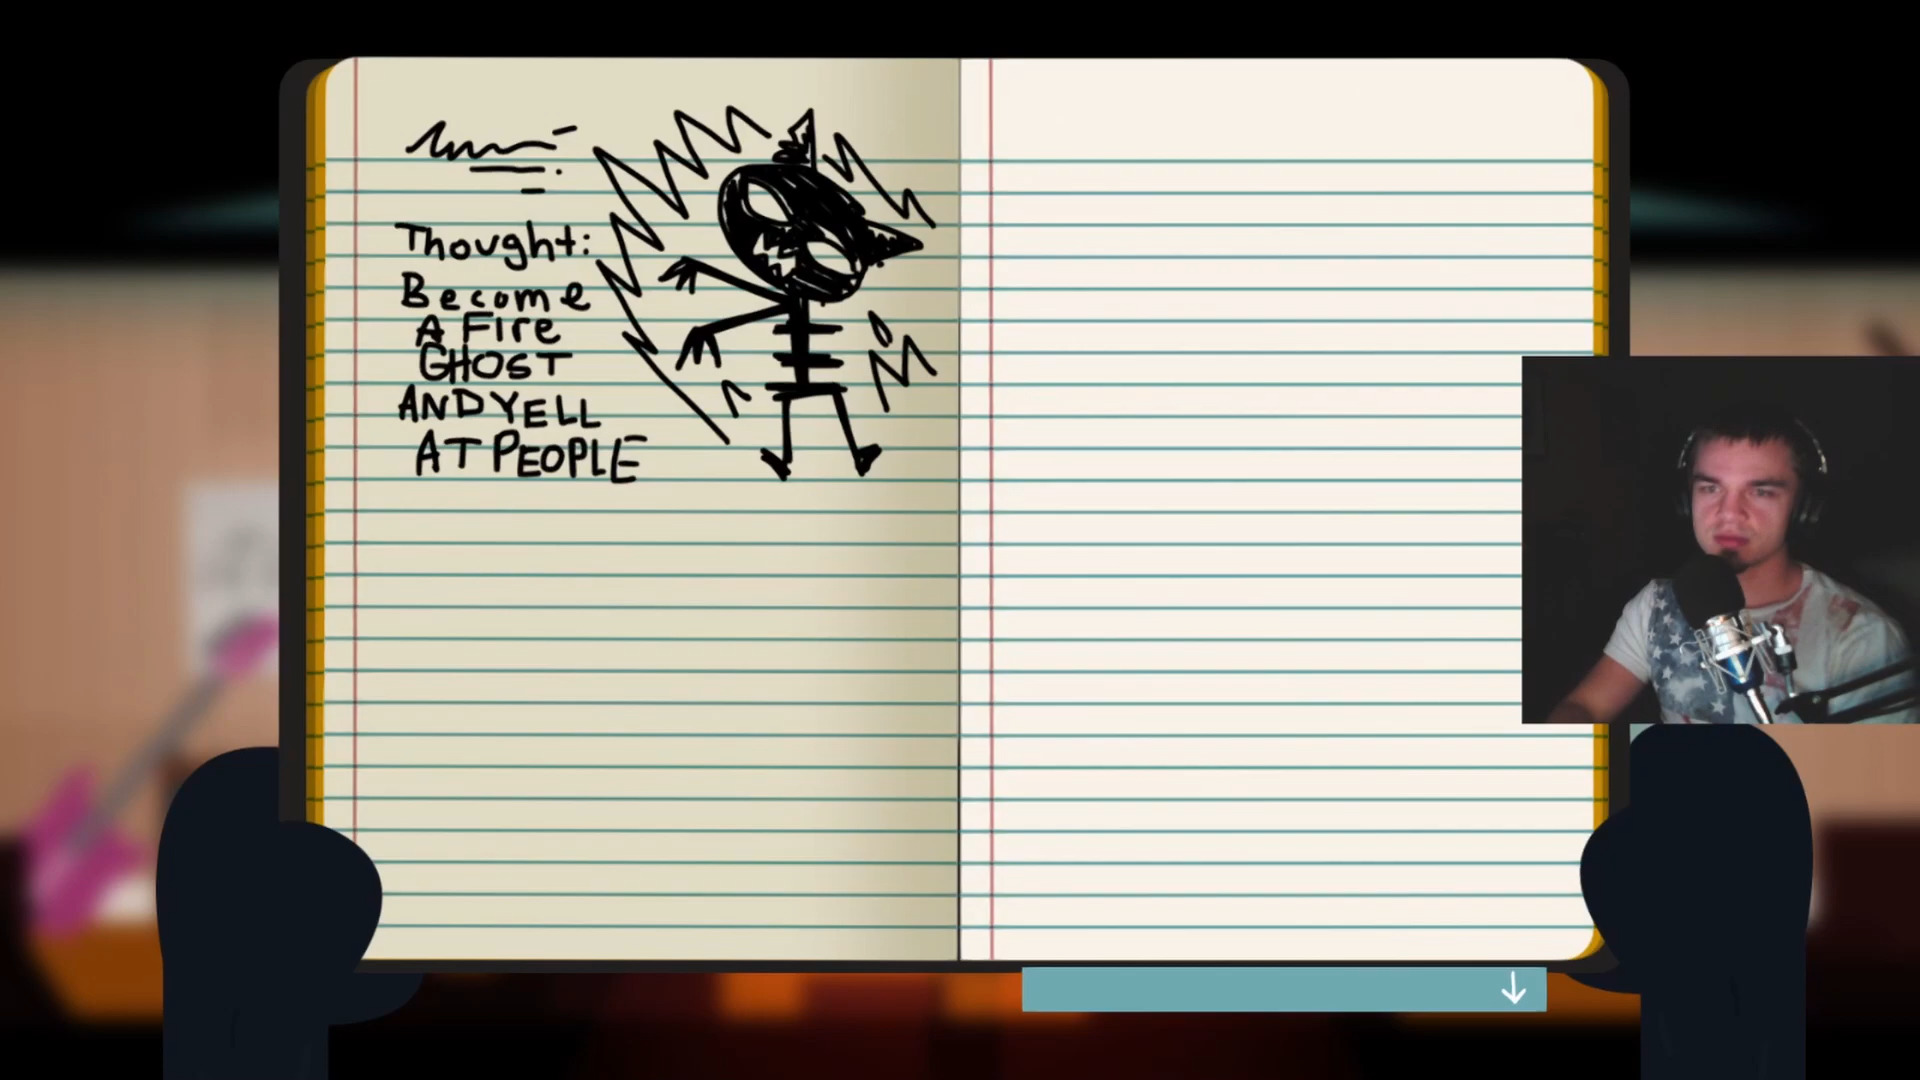 Thought:
Become
A FIre
GHOST
AND YELL
AT PEOPLE